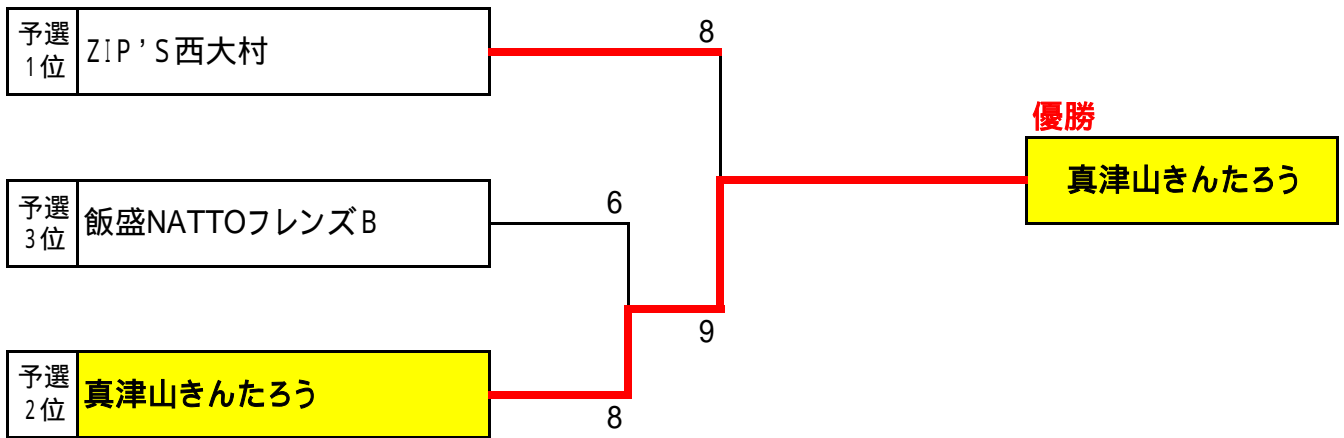 予選
1位
ZIP'S西大村
8
優勝
真津山きんたろう
予選
3位
飯盛NATTOフレンズB
6
9
予選
2位
真津山きんたろう
8